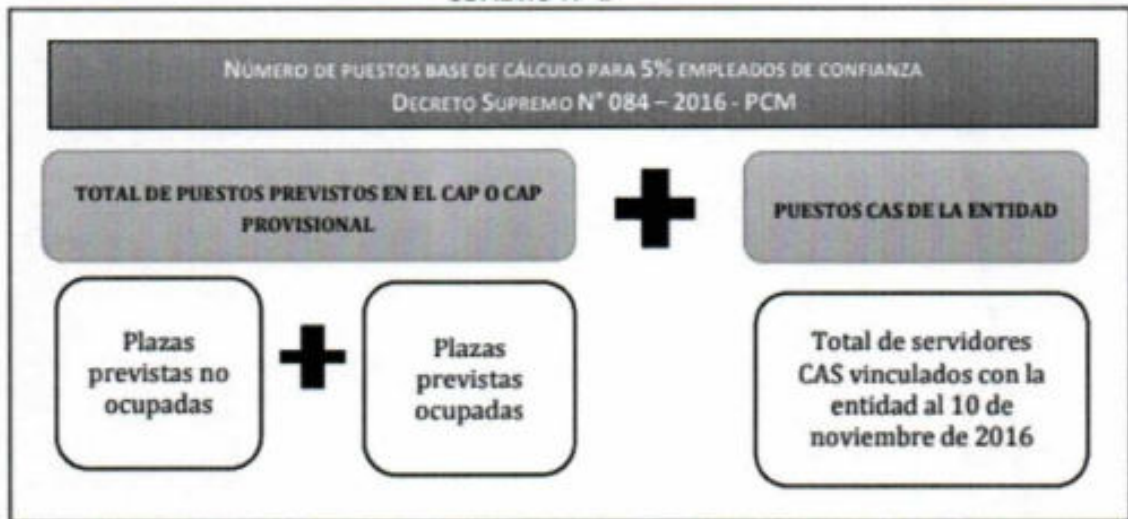 NÚMERO DE PUESTOS BASE DE CÁLCULO PARA 5% EMPLEADOS DE CONFIANZA
DECRETO SUPREMO N° 084 – 2016 - PCM
TOTAL DE PUESTOS PREVISTOS EN EL CAP O CAP
PROVISIONAL
PUESTOS CAS DE LA ENTIDAD
Plazas
previstas no
ocupadas
Plazas
previstas
ocupadas
Total de servidores
CAS vinculados con la
entidad al 10 de
noviembre de 2016